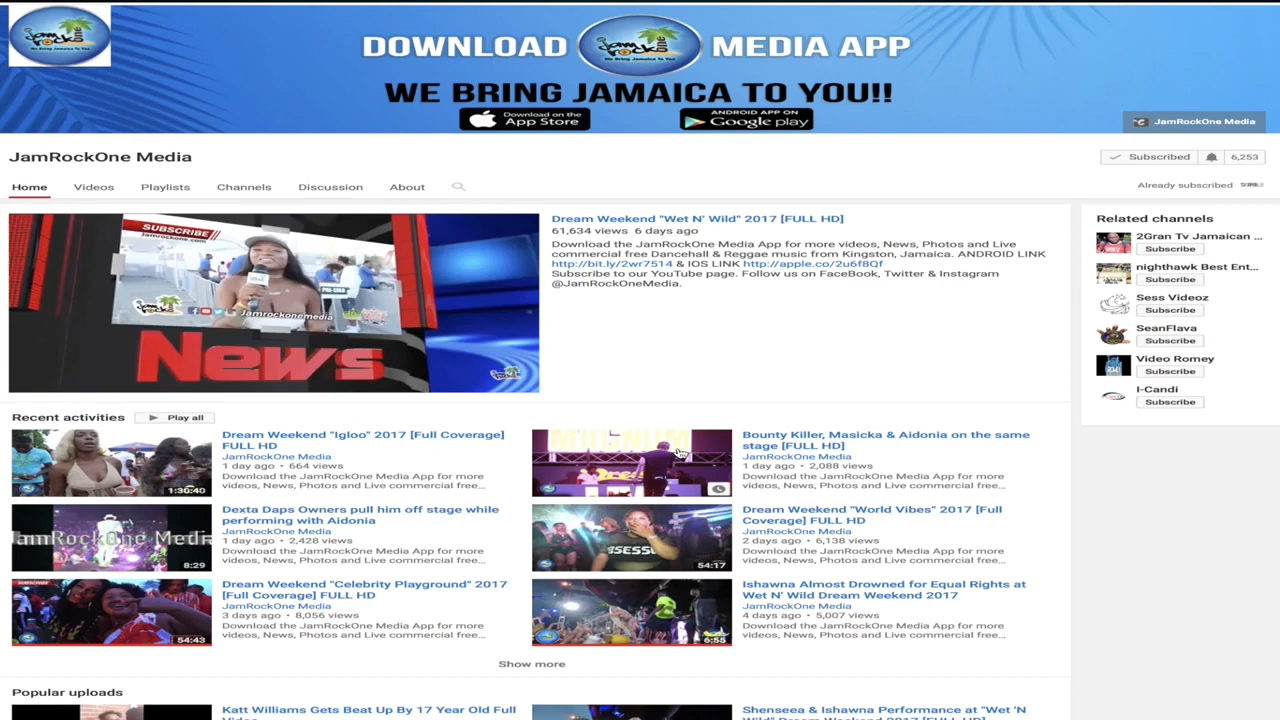 DOWNLOAD Jam Rock One MEDIA APP
We Bring Jamaica To You
WE BRING JAMAICA TO YOU!!
Download on the App Store
ANDROID APP ON Google play
JamRockOne Media
JamRockOne Media
Subscribed 6,253
Home Videos Playlists Channels Discussion About
Already subscribed
SUBSCRIBE
Jamrockone.com
Jamrockonemedia
News
Dream Weekend "Wet N' Wild" 2017 [FULL HD]
61,634 views 6 days ago
Download the JamRockOne Media App for more videos, News, Photos and Live
commercial free Dancehall & Reggae music from Kingston, Jamaica. ANDROID LINK
http://bit.ly/2wr7514 & IOS LINK http://apple.co/2u6f8Qf
Subscribe to our YouTube page. Follow us on FaceBook, Twitter & Instagram
@JamRockOneMedia.
Related channels
2Gran Tv Jamaican ...
Subscribe
nighthawk Best Ent...
Subscribe
Sess Videoz
Subscribe
SeanFlava
Subscribe
Video Romey
Subscribe
I-Candi
Subscribe
Recent activities Play all
Dream Weekend "Igloo" 2017 [Full Coverage]
FULL HD
JamRockOne Media
1 day ago • 664 views
Download the JamRockOne Media App for more
videos, News, Photos and Live commercial free...
1:30:40
Bounty Killer, Masicka & Aidonia on the same
stage [FULL HD]
JamRockOne Media
1 day ago • 2,088 views
Download the JamRockOne Media App for more
videos, News, Photos and Live commercial free...
Dexta Daps Owners pull him off stage while
performing with Aidonia
JamRockOne Media
1 day ago • 2,428 views
Download the JamRockOne Media App for more
videos, News, Photos and Live commercial free...
amRockOne Medi
8:29
Dream Weekend "World Vibes" 2017 [Full
Coverage] FULL HD
JamRockOne Media
2 days ago • 6,138 views
Download the JamRockOne Media App for more
videos, News, Photos and Live commercial free...
54:17
Dream Weekend "Celebrity Playground" 2017
[Full Coverage] FULL HD
JamRockOne Media
3 days ago • 8,056 views
Download the JamRockOne Media App for more
videos, News, Photos and Live commercial free...
54:43
Ishawna Almost Drowned for Equal Rights at
Wet N' Wild Dream Weekend 2017
JamRockOne Media
4 days ago • 5,007 views
Download the JamRockOne Media App for more
videos, News, Photos and Live commercial free...
6:55
Show more
Popular uploads
Katt Williams Gets Beat Up By 17 Year Old Full
Shenseea & Ishawna Performance at "Wet 'N